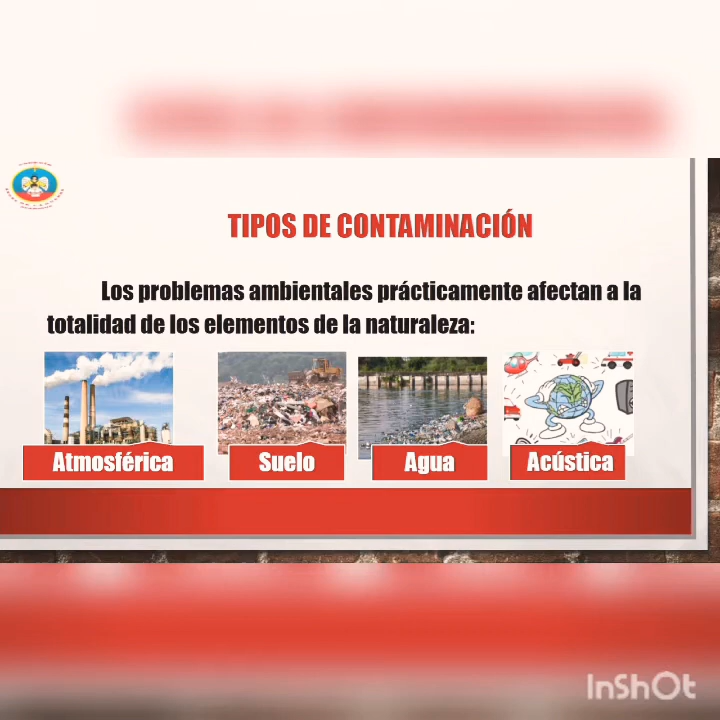 TIPOS DE CONTAMINACIÓN
Los problemas ambientales prácticamente afectan a la
totalidad de los elementos de la naturaleza:
Atmosférica
Suelo
Agua
Acústica
InShOt